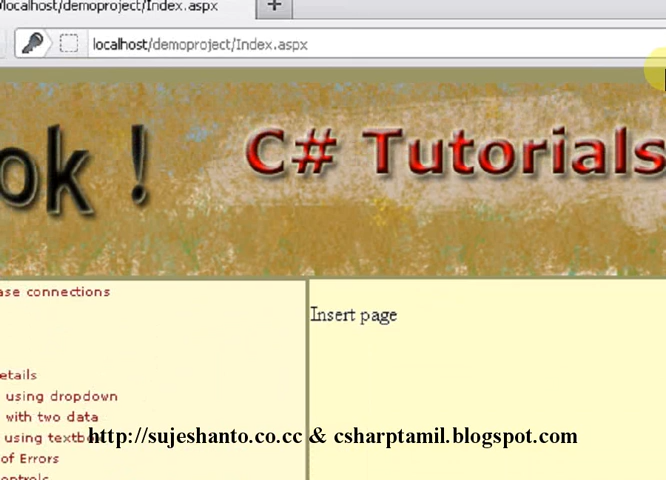 localhost/demoproject/Index.aspx
+
localhost/demoproject/Index.aspx
ok ! C# Tutorials
ase connections
Insert page
etails
using dropdown
with two data
using textb
http://sujeshanto.co.cc & csharptamil.blogspot.com
of Errors